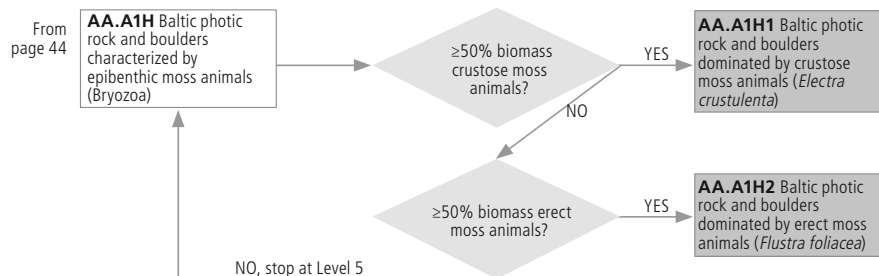 From
page 44
AA.A1H Baltic photic
rock and boulders
characterized by
epibenthic moss animals
(Bryozoa)
≥50% biomass
crustose moss
animals?
YES
AA.A1H1 Baltic photic
rock and boulders
dominated by crustose
moss animals (Electra
crustulenta)
NO
≥50% biomass erect
moss animals?
YES
AA.A1H2 Baltic photic
rock and boulders
dominated by erect moss
animals (Flustra foliacea)
NO, stop at Level 5